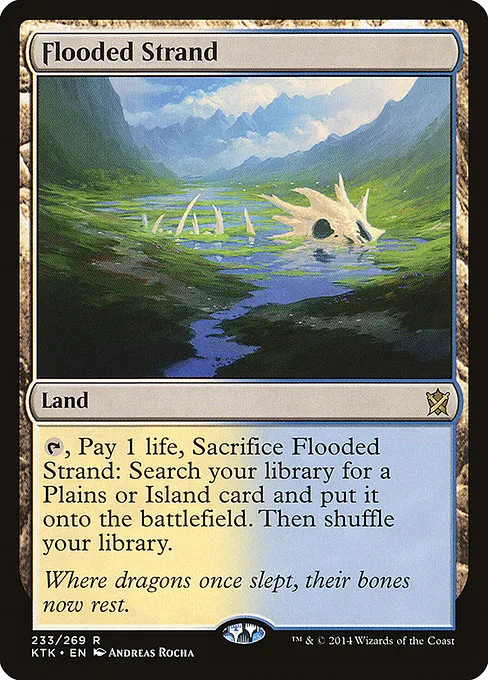 Flooded Strand
Land
, Pay 1 life, Sacrifice Flooded
Strand: Search your library for a
Plains or Island card and put it
onto the battlefield. Then shuffle
your library.
Where dragons once slept, their bones
now rest.
233/269 R
KTK • EN Andreas Rocha
™ & © 2014 Wizards of the Coast